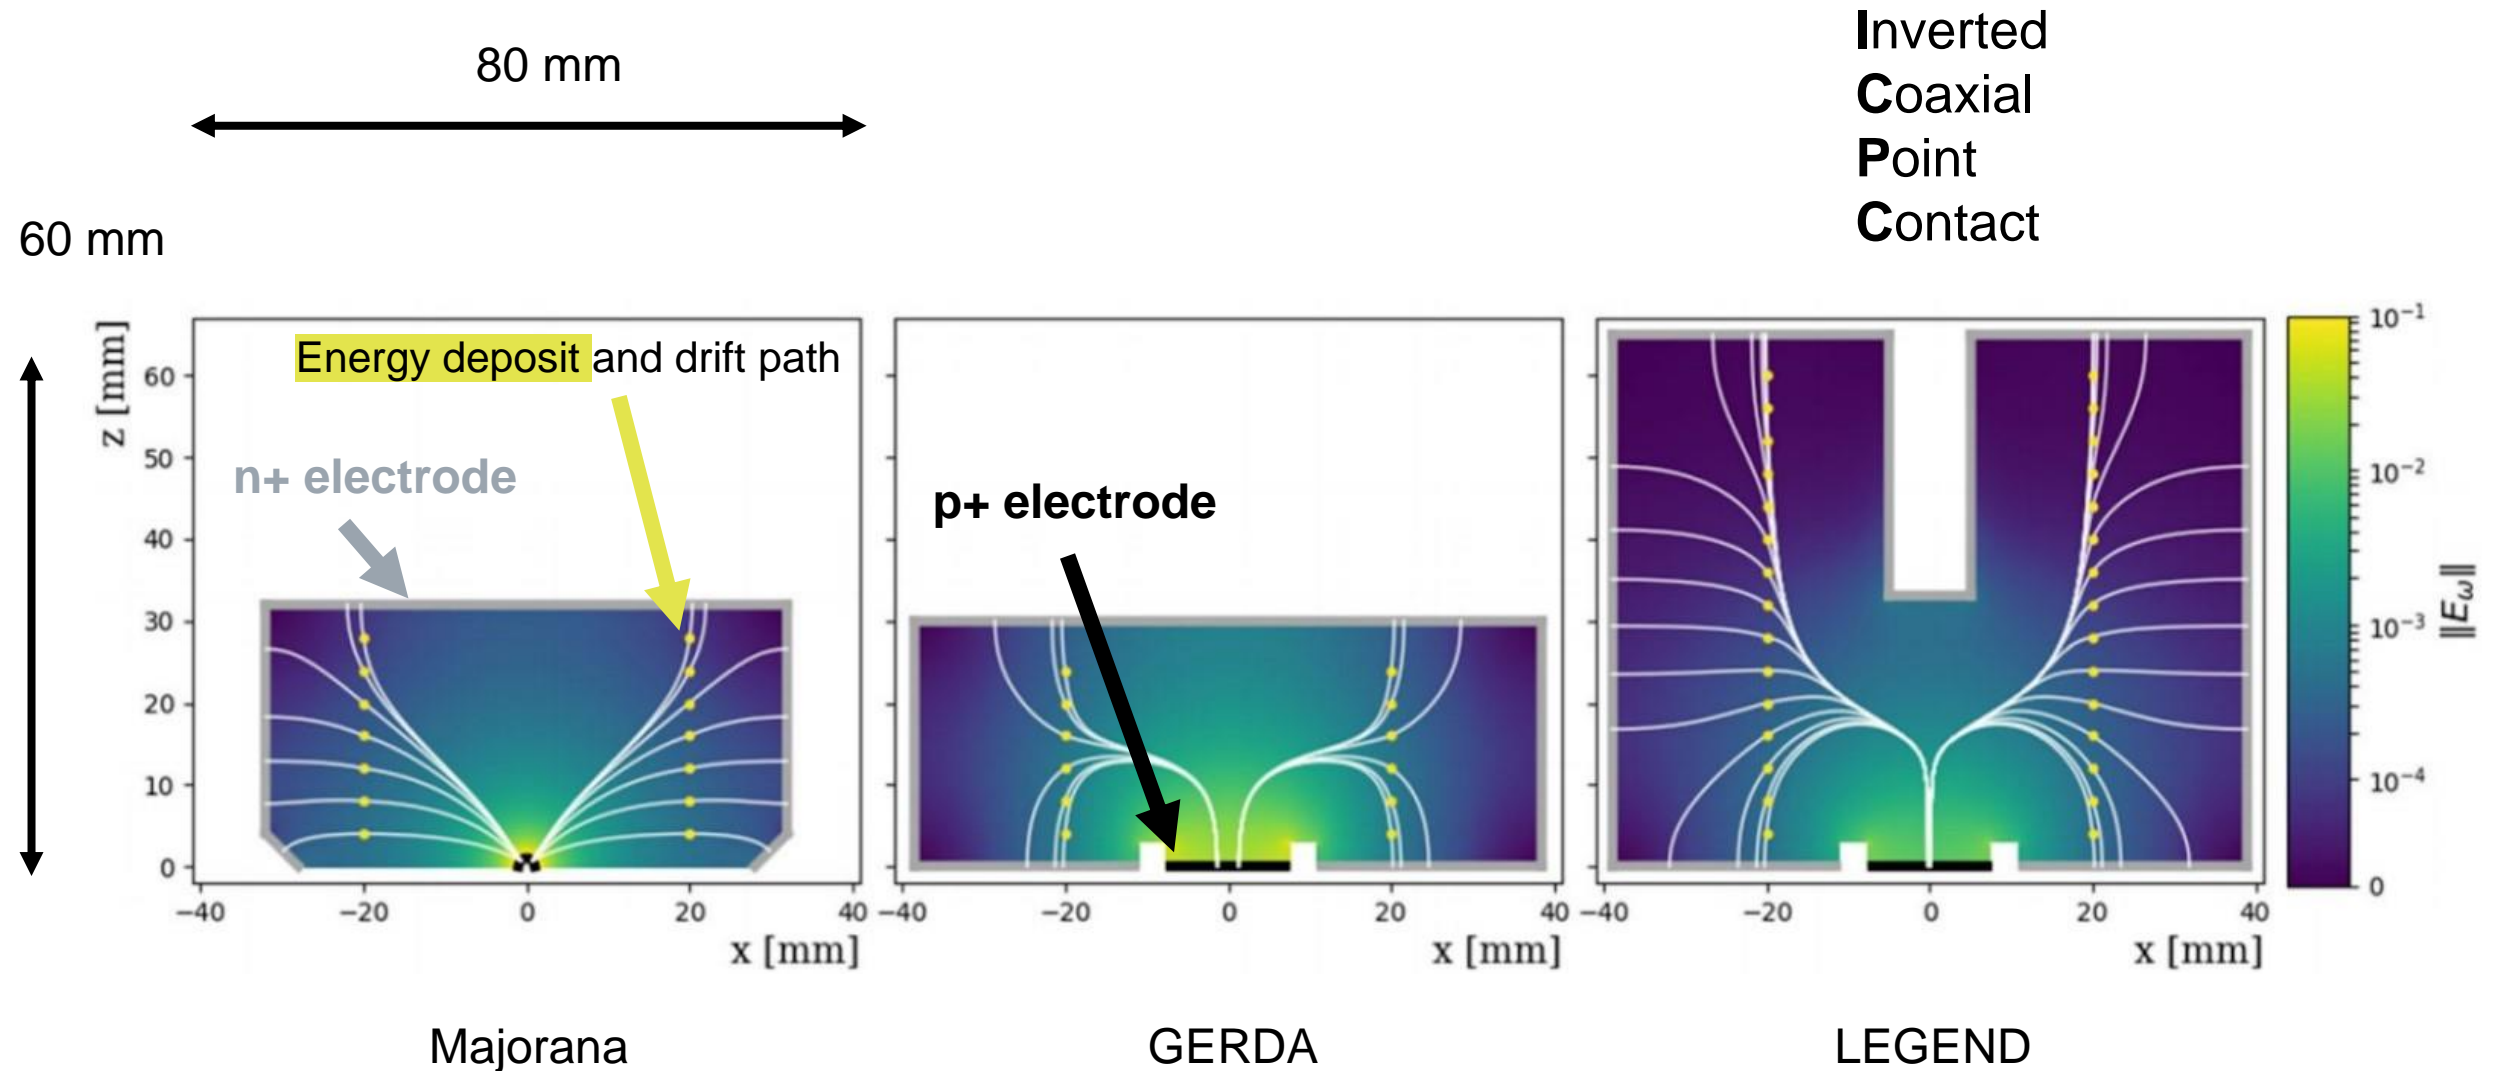 80 mm
Inverted
Coaxial
Point
Contact
60 mm
z [mm]
60
50
40
30
20
10
0
Energy deposit and drift path
n+ electrode
p+ electrode
10⁻¹
10⁻²
10⁻³
10⁻⁴
0
‖E_ω‖
−40 −20 0 20 40
−40 −20 0 20 40
−40 −20 0 20 40
x [mm]
x [mm]
x [mm]
Majorana
GERDA
LEGEND